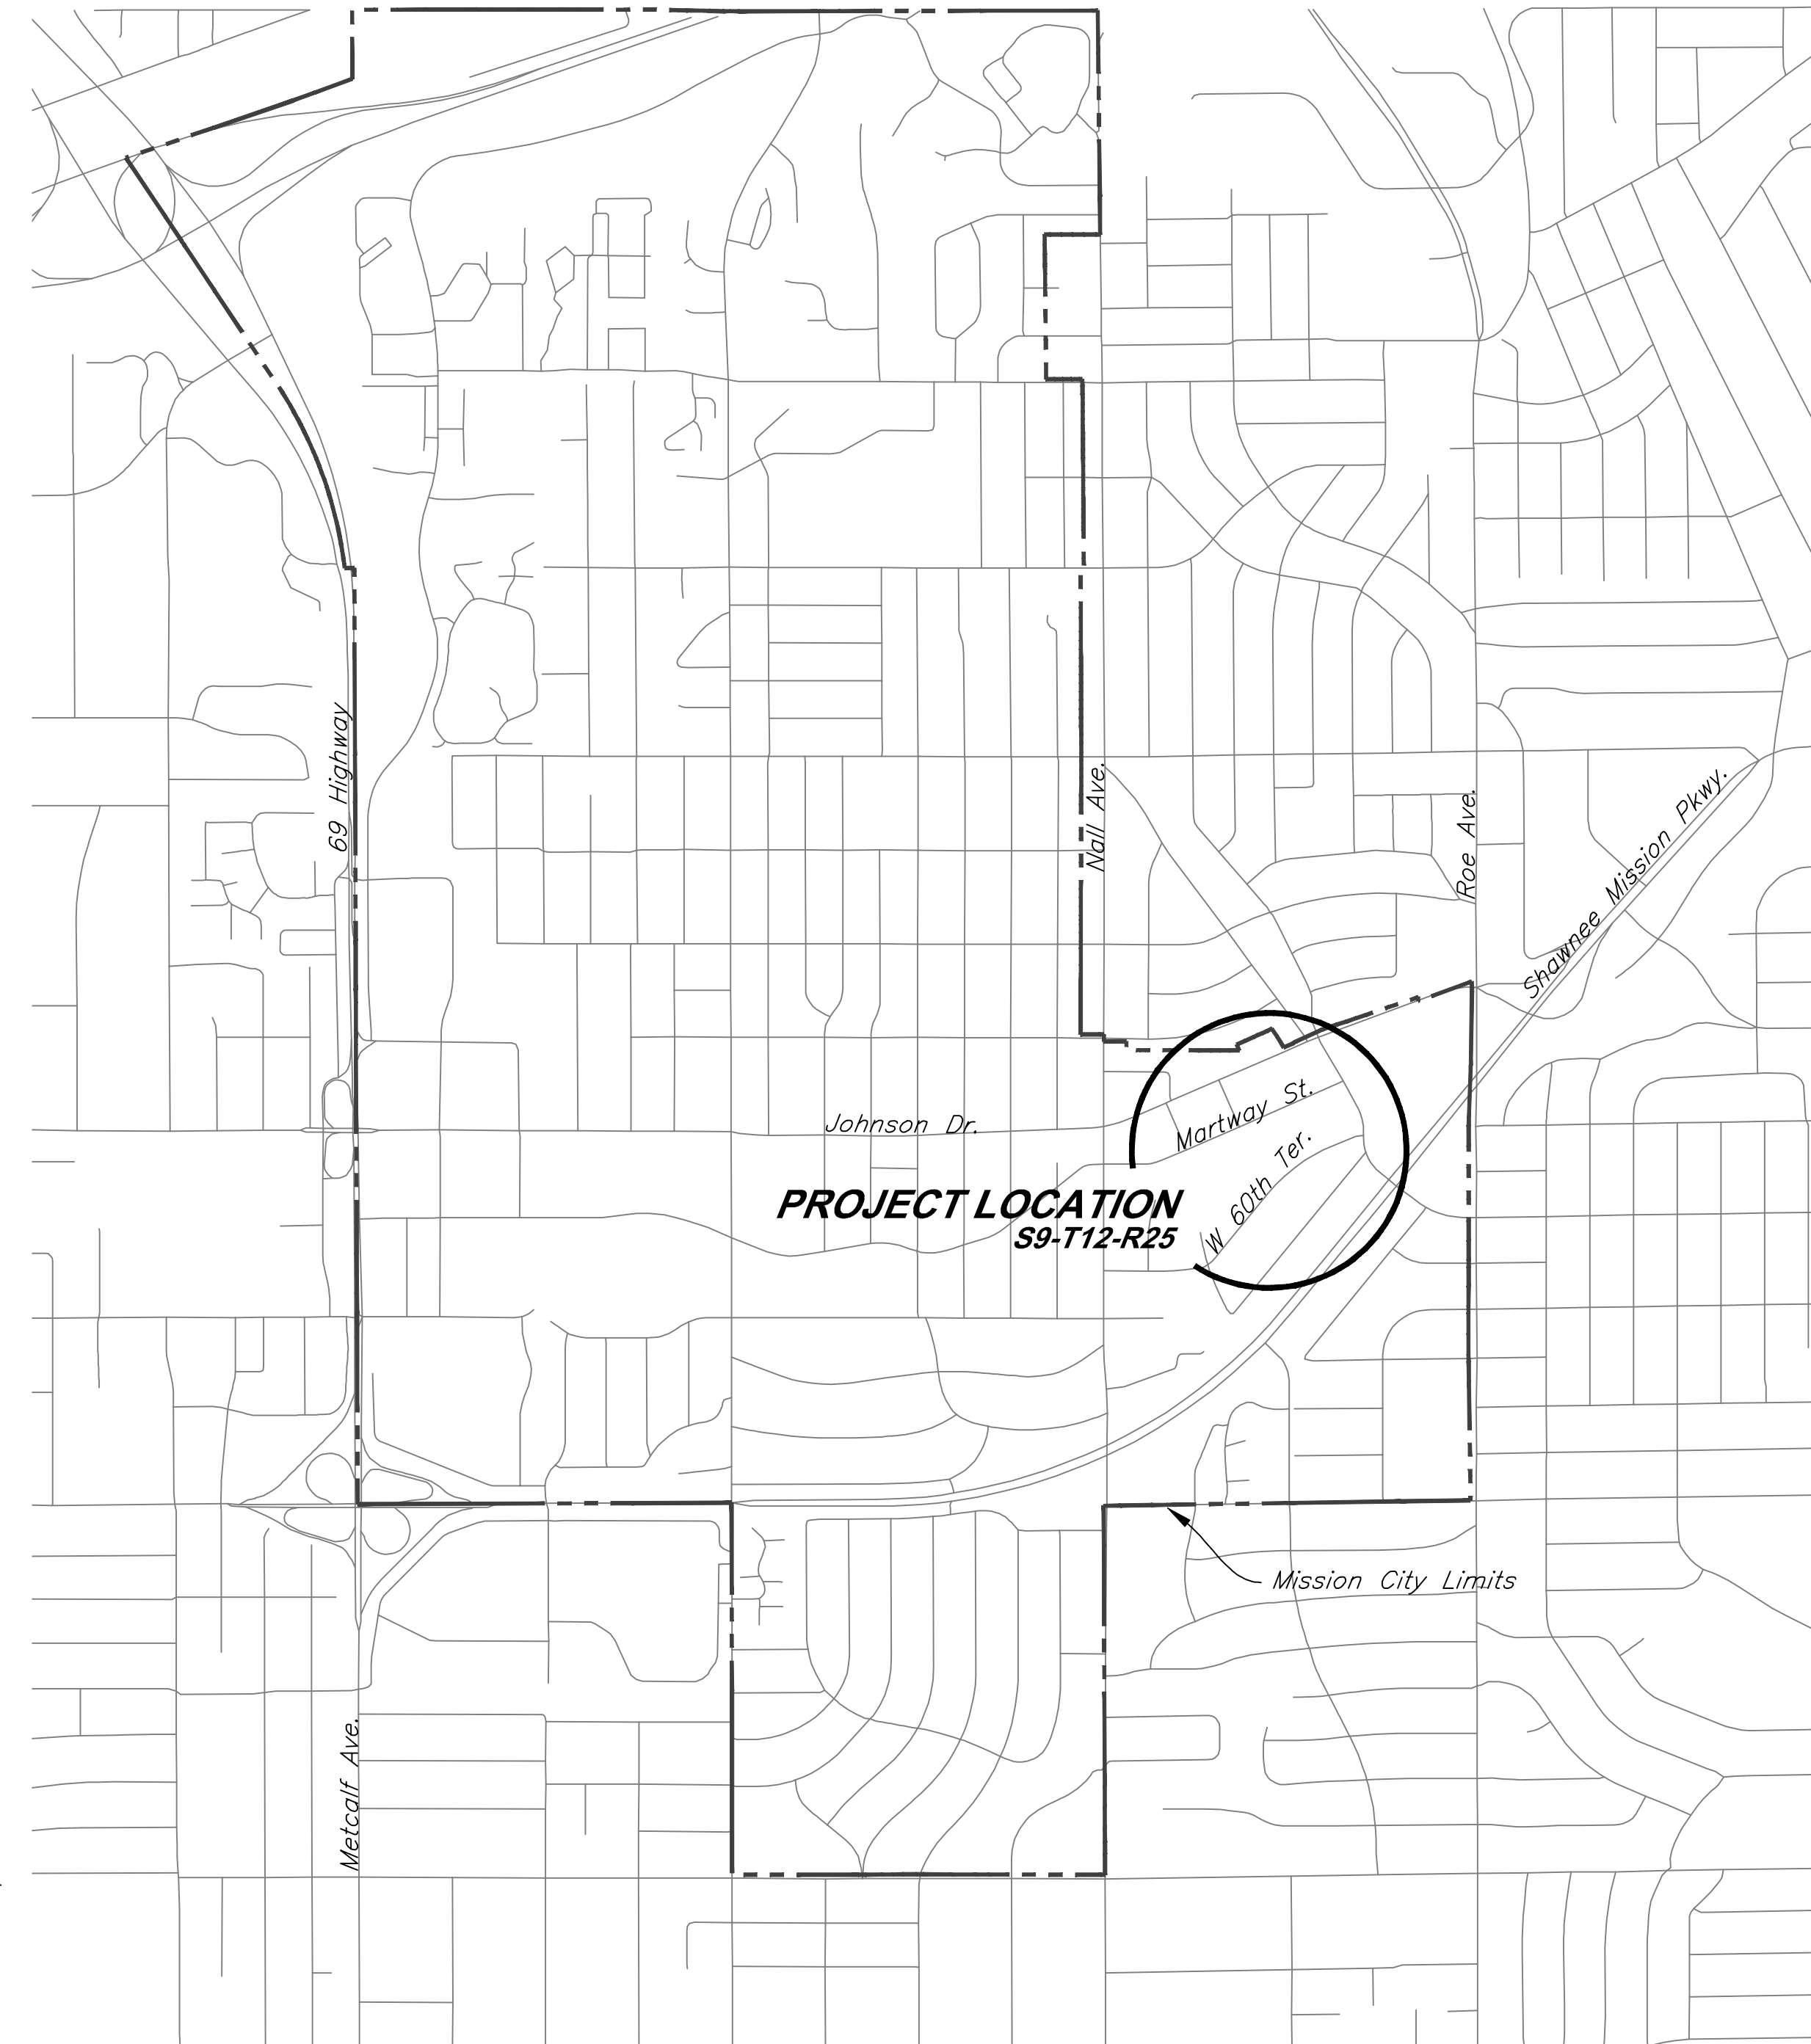 69 Highway
Nall Ave.
Roe Ave.
Shawnee Mission Pkwy.
Johnson Dr.
Martway St.
W 60th Ter.
PROJECT LOCATION
S9-T12-R25
Mission City Limits
Metcalf Ave.